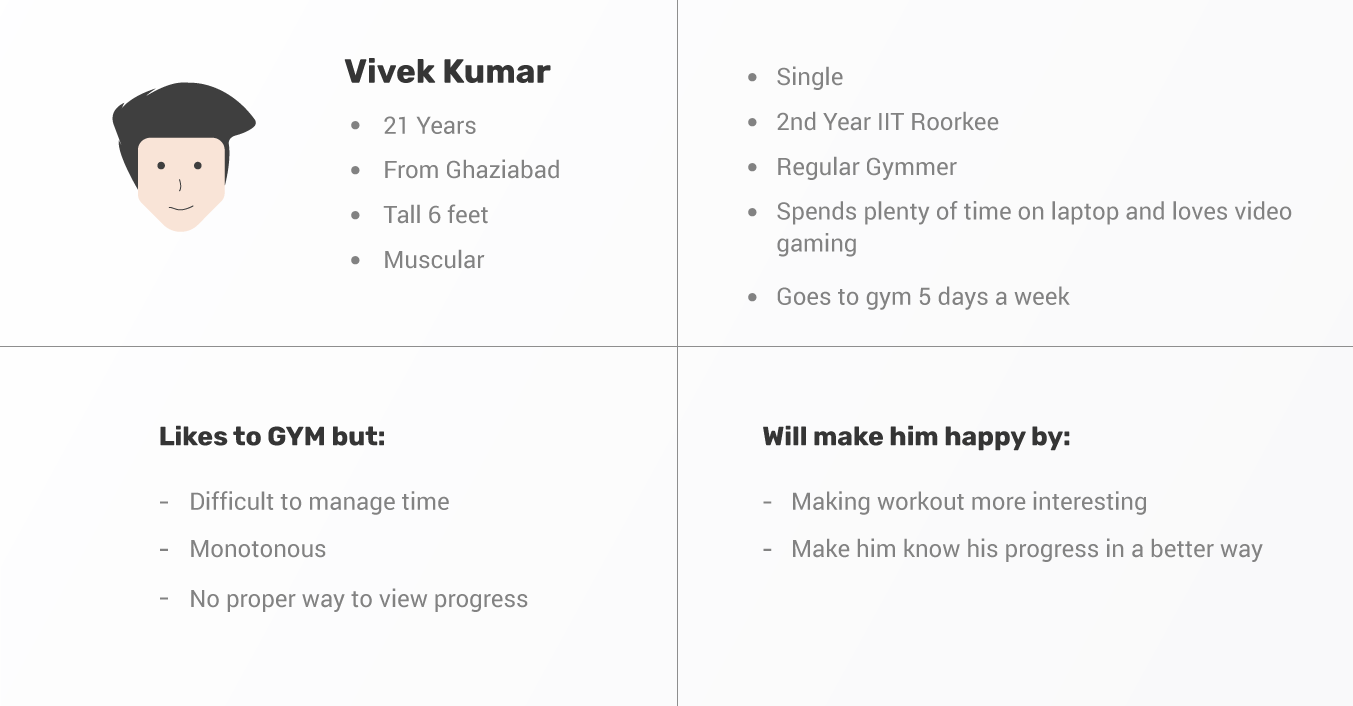 Vivek Kumar
• 21 Years
• From Ghaziabad
• Tall 6 feet
• Muscular
• Single
• 2nd Year IIT Roorkee
• Regular Gymmer
• Spends plenty of time on laptop and loves video
gaming
• Goes to gym 5 days a week
Likes to GYM but:
- Difficult to manage time
- Monotonous
- No proper way to view progress
Will make him happy by:
- Making workout more interesting
- Make him know his progress in a better way